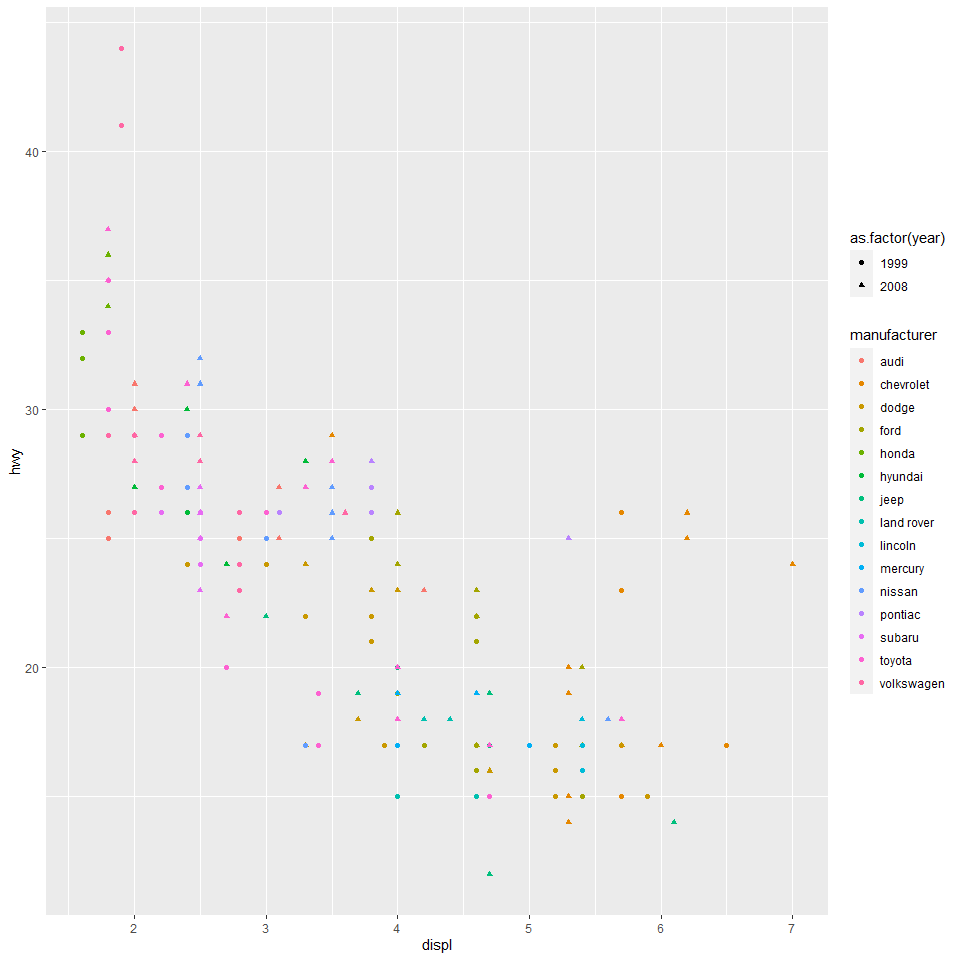 40
30
20
hwy
2
3
4
5
6
7
displ
as.factor(year)
1999
2008
manufacturer
audi
chevrolet
dodge
ford
honda
hyundai
jeep
land rover
lincoln
mercury
nissan
pontiac
subaru
toyota
volkswagen